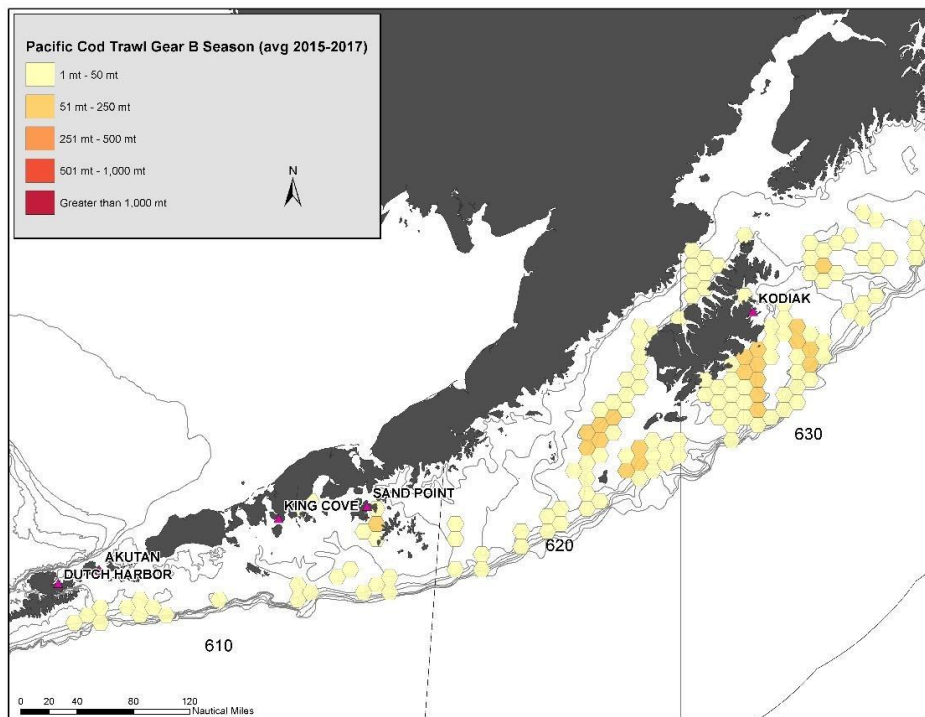 Pacific Cod Trawl Gear B Season (avg 2015-2017)
1 mt - 50 mt
51 mt - 250 mt
251 mt - 500 mt
501 mt - 1,000 mt
Greater than 1,000 mt
N
KODIAK
630
SAND POINT
KING COVE
620
AKUTAN
DUTCH HARBOR
610
0 20 40 80 120
Nautical Miles